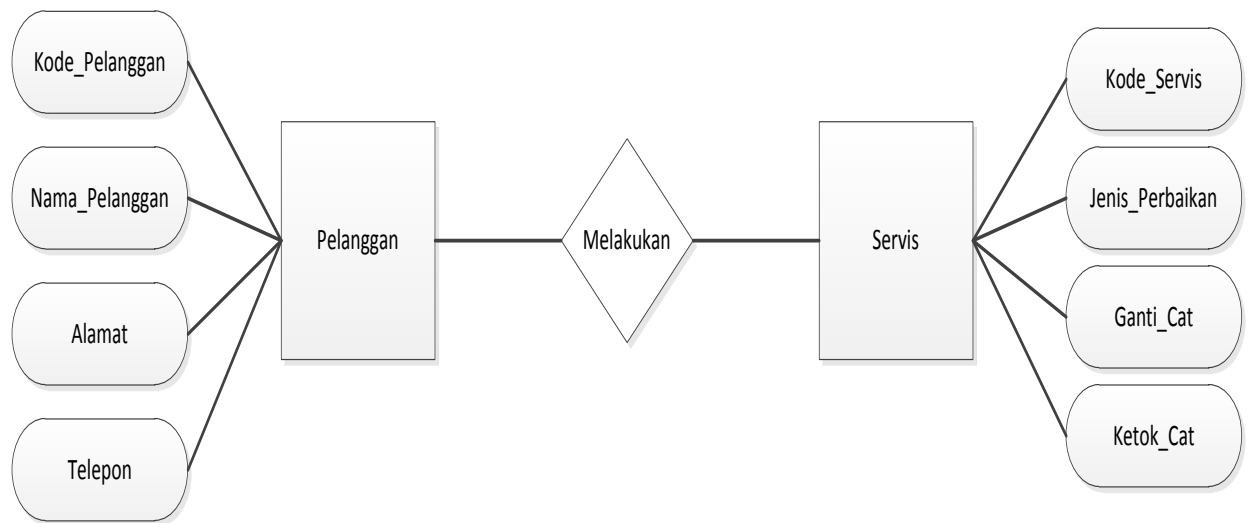 Kode_Pelanggan
Nama_Pelanggan
Alamat
Telepon
Pelanggan
Melakukan
Servis
Kode_Servis
Jenis_Perbaikan
Ganti_Cat
Ketok_Cat